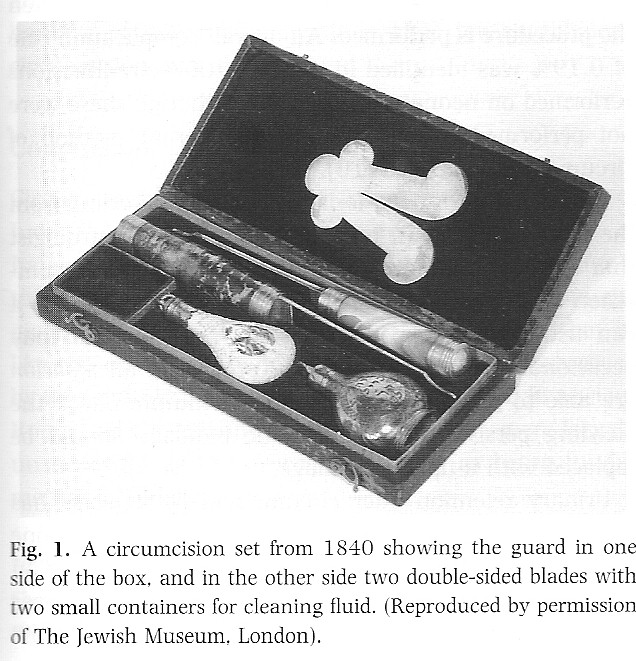 Fig. 1. A circumcision set from 1840 showing the guard in one
side of the box, and in the other side two double-sided blades with
two small containers for cleaning fluid. (Reproduced by permission
of The Jewish Museum, London).